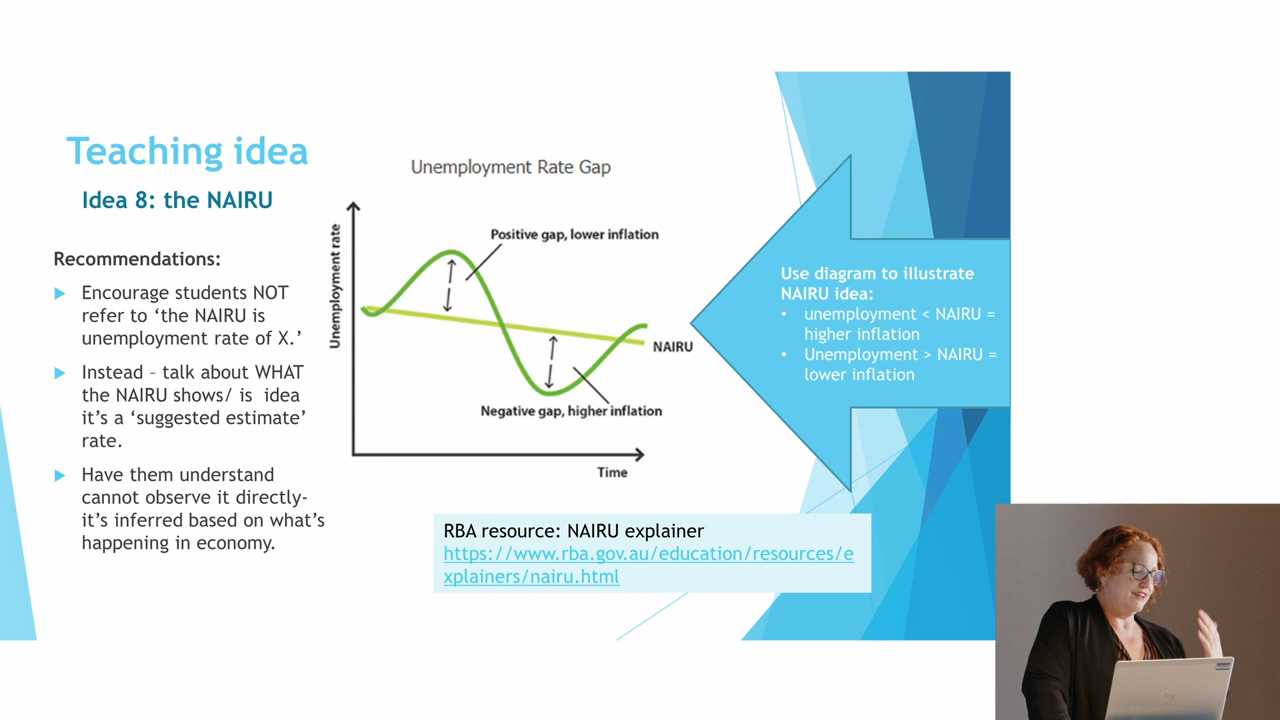 Teaching idea
Idea 8: the NAIRU
Recommendations:
Encourage students NOT
refer to ‘the NAIRU is
unemployment rate of X.’
Instead – talk about WHAT
the NAIRU shows/ is idea
it’s a ‘suggested estimate’
rate.
Have them understand
cannot observe it directly-
it’s inferred based on what’s
happening in economy.
Unemployment Rate Gap
Unemployment rate
Positive gap, lower inflation
NAIRU
Negative gap, higher inflation
Time
Use diagram to illustrate
NAIRU idea:
• unemployment < NAIRU =
higher inflation
• Unemployment > NAIRU =
lower inflation
RBA resource: NAIRU explainer
https://www.rba.gov.au/education/resources/e
xplainers/nairu.html